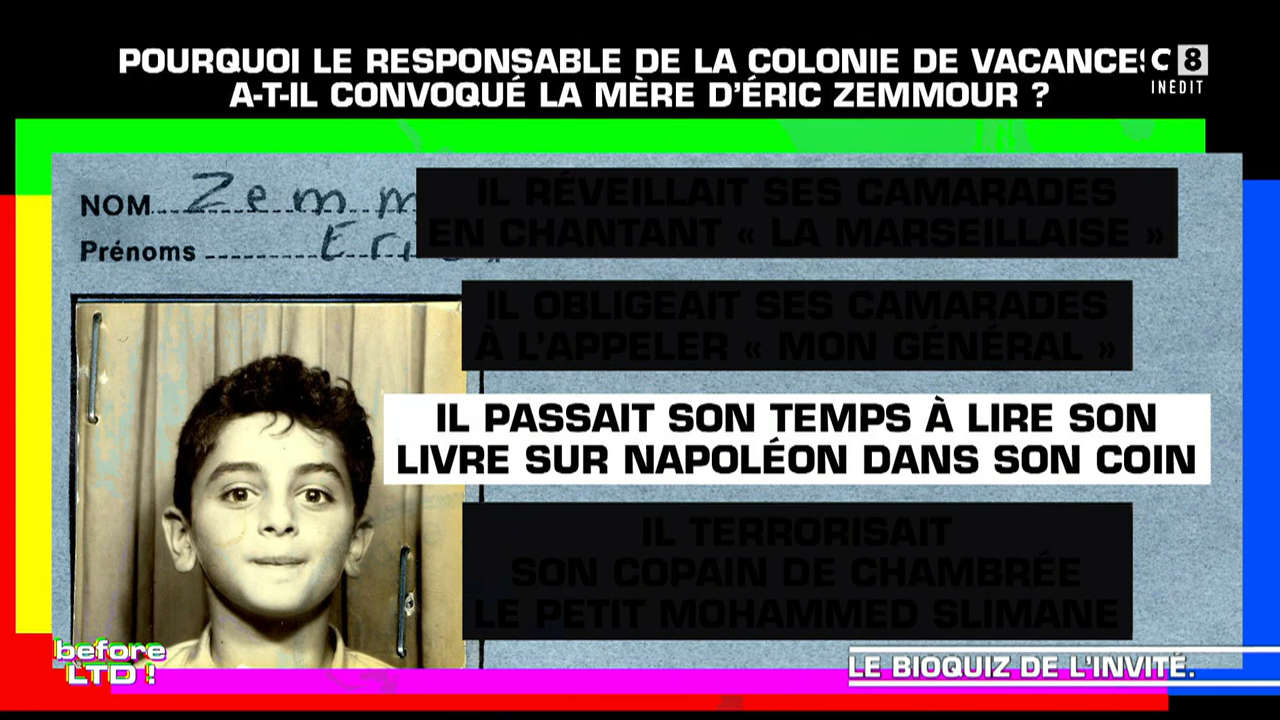 POURQUOI LE RESPONSABLE DE LA COLONIE DE VACANCES
A-T-IL CONVOQUÉ LA MÈRE D'ÉRIC ZEMMOUR ?
C8
INÉDIT
NOM Zemm
Prénoms Eri
IL RÉVEILLAIT SES CAMARADES
EN CHANTANT « LA MARSEILLAISE »
IL OBLIGEAIT SES CAMARADES
À L'APPELER « MON GÉNÉRAL »
IL PASSAIT SON TEMPS À LIRE SON
LIVRE SUR NAPOLÉON DANS SON COIN
IL TERRORISAIT
SON COPAIN DE CHAMBRÉE
LE PETIT MOHAMMED SLIMANE
before
LTD !
LE BIOQUIZ DE L'INVITÉ.